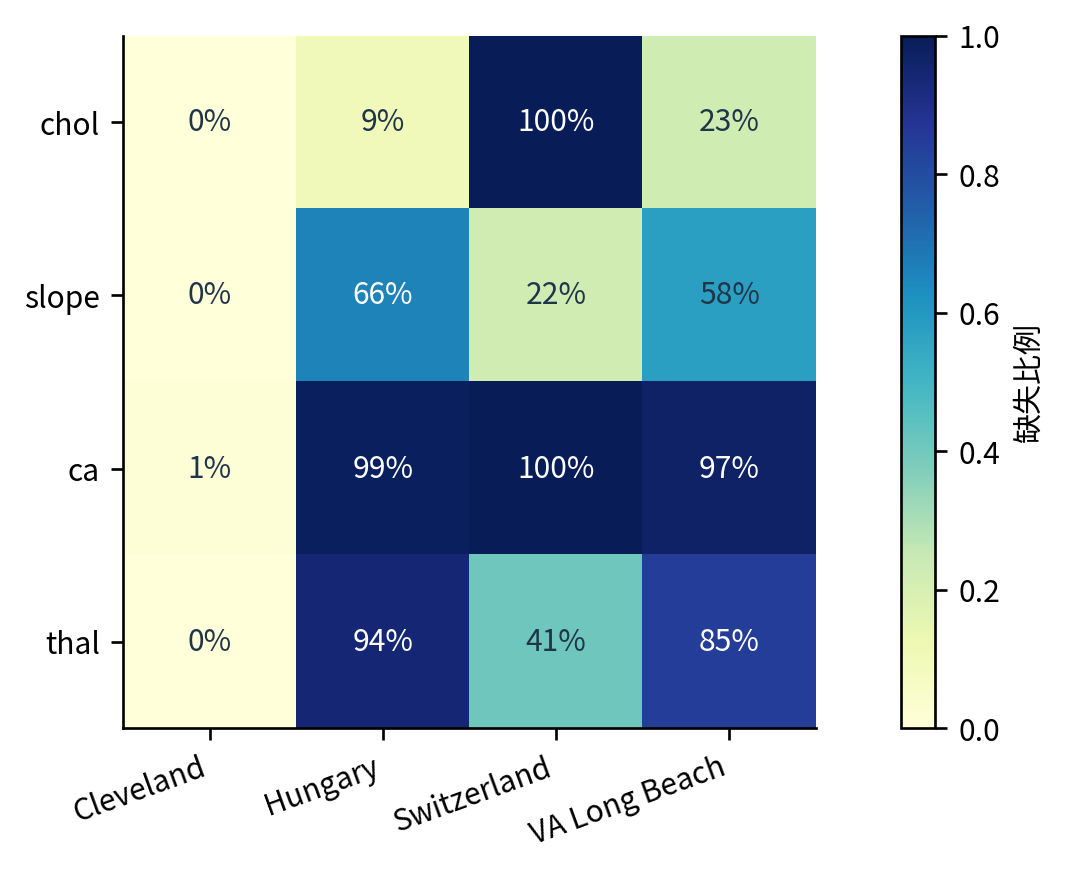 chol 0% 9% 100% 23%
slope 0% 66% 22% 58%
ca 1% 99% 100% 97%
thal 0% 94% 41% 85%
Cleveland Hungary Switzerland VA Long Beach
1.0
0.8
0.6
0.4
0.2
0.0
缺失比例